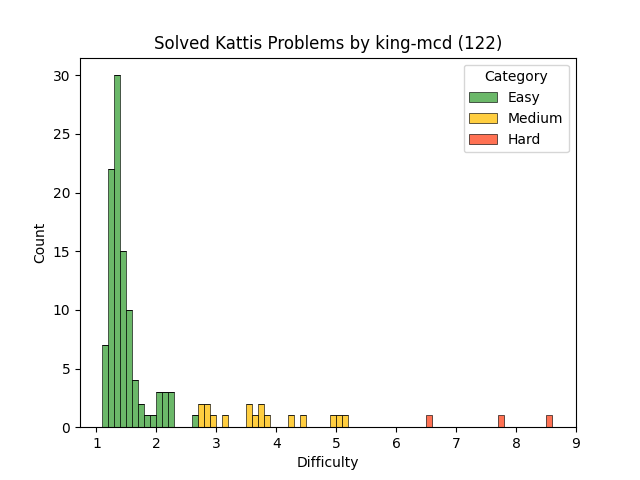 Solved Kattis Problems by king-mcd (122)
Category
Easy
Medium
Hard
30
25
20
15
10
5
0
Count
1 2 3 4 5 6 7 8 9
Difficulty